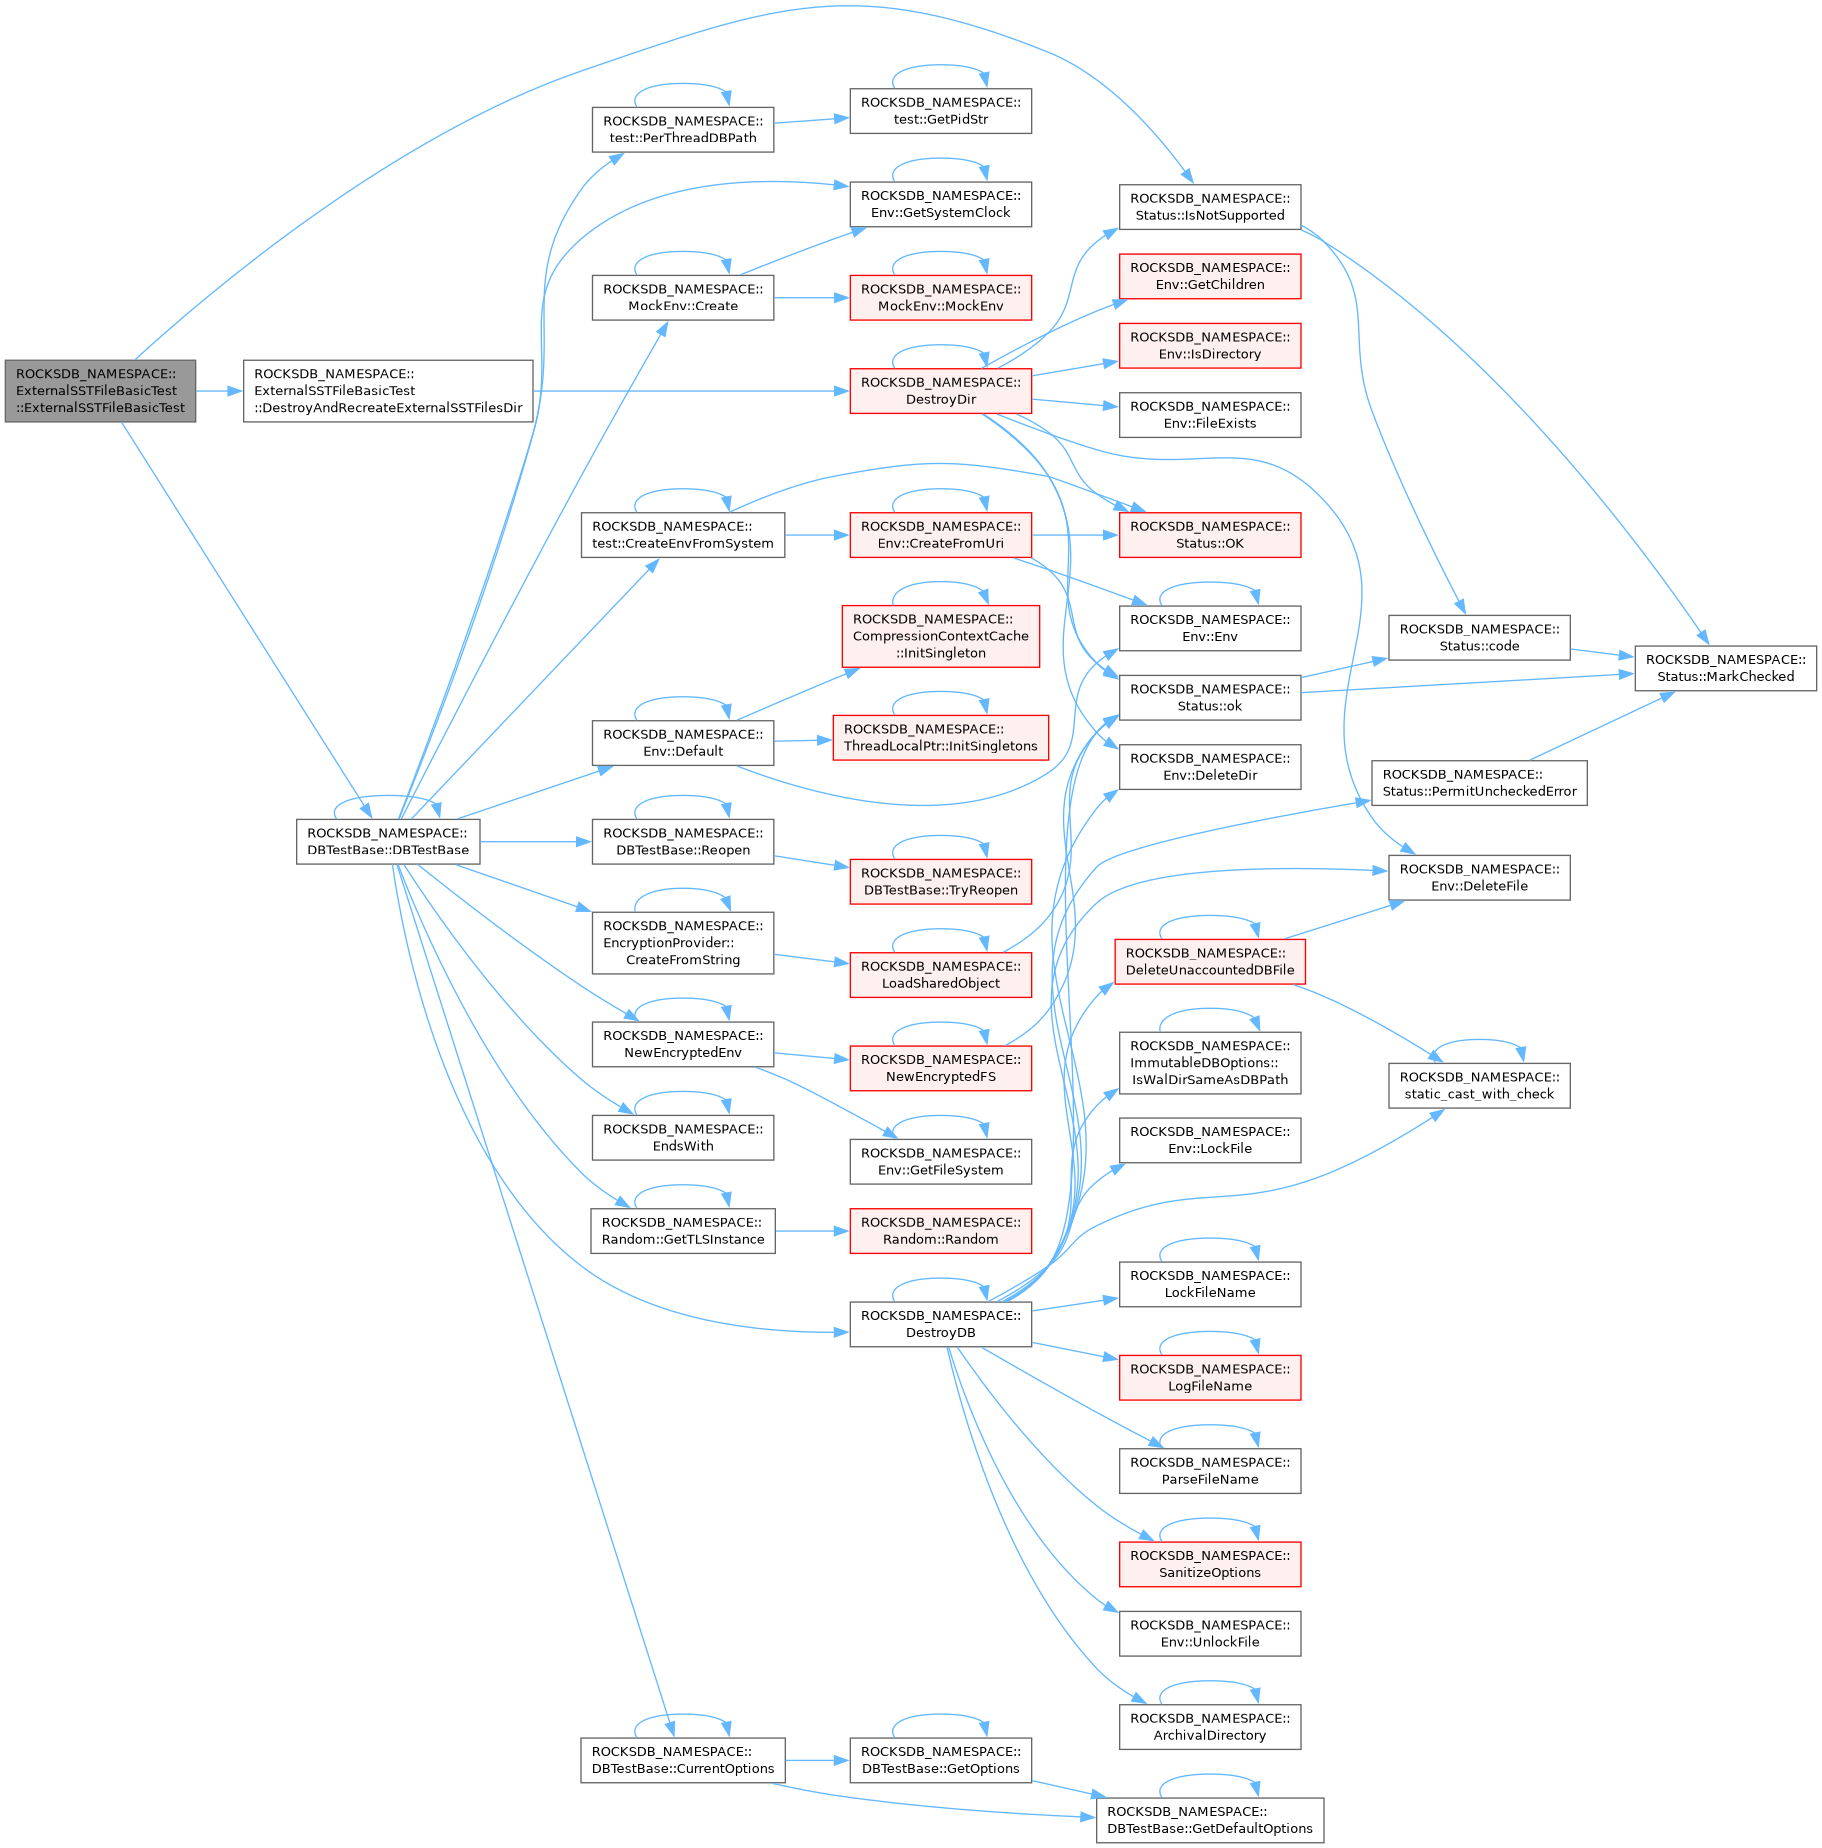 ROCKSDB_NAMESPACE::
ExternalSSTFileBasicTest
::ExternalSSTFileBasicTest
ROCKSDB_NAMESPACE::
ExternalSSTFileBasicTest
::DestroyAndRecreateExternalSSTFilesDir
ROCKSDB_NAMESPACE::
DBTestBase::DBTestBase
ROCKSDB_NAMESPACE::
test::PerThreadDBPath
ROCKSDB_NAMESPACE::
MockEnv::Create
ROCKSDB_NAMESPACE::
test::CreateEnvFromSystem
ROCKSDB_NAMESPACE::
Env::Default
ROCKSDB_NAMESPACE::
DBTestBase::Reopen
ROCKSDB_NAMESPACE::
EncryptionProvider::
CreateFromString
ROCKSDB_NAMESPACE::
NewEncryptedEnv
ROCKSDB_NAMESPACE::
EndsWith
ROCKSDB_NAMESPACE::
Random::GetTLSInstance
ROCKSDB_NAMESPACE::
DBTestBase::CurrentOptions
ROCKSDB_NAMESPACE::
test::GetPidStr
ROCKSDB_NAMESPACE::
Env::GetSystemClock
ROCKSDB_NAMESPACE::
MockEnv::MockEnv
ROCKSDB_NAMESPACE::
DestroyDir
ROCKSDB_NAMESPACE::
Env::CreateFromUri
ROCKSDB_NAMESPACE::
CompressionContextCache
::InitSingleton
ROCKSDB_NAMESPACE::
ThreadLocalPtr::InitSingletons
ROCKSDB_NAMESPACE::
DBTestBase::TryReopen
ROCKSDB_NAMESPACE::
LoadSharedObject
ROCKSDB_NAMESPACE::
NewEncryptedFS
ROCKSDB_NAMESPACE::
Env::GetFileSystem
ROCKSDB_NAMESPACE::
Random::Random
ROCKSDB_NAMESPACE::
DestroyDB
ROCKSDB_NAMESPACE::
DBTestBase::GetOptions
ROCKSDB_NAMESPACE::
Status::IsNotSupported
ROCKSDB_NAMESPACE::
Env::GetChildren
ROCKSDB_NAMESPACE::
Env::IsDirectory
ROCKSDB_NAMESPACE::
Env::FileExists
ROCKSDB_NAMESPACE::
Status::OK
ROCKSDB_NAMESPACE::
Env::Env
ROCKSDB_NAMESPACE::
Status::ok
ROCKSDB_NAMESPACE::
Env::DeleteDir
ROCKSDB_NAMESPACE::
DeleteUnaccountedDBFile
ROCKSDB_NAMESPACE::
ImmutableDBOptions::
IsWalDirSameAsDBPath
ROCKSDB_NAMESPACE::
Env::LockFile
ROCKSDB_NAMESPACE::
LockFileName
ROCKSDB_NAMESPACE::
LogFileName
ROCKSDB_NAMESPACE::
ParseFileName
ROCKSDB_NAMESPACE::
SanitizeOptions
ROCKSDB_NAMESPACE::
Env::UnlockFile
ROCKSDB_NAMESPACE::
ArchivalDirectory
ROCKSDB_NAMESPACE::
DBTestBase::GetDefaultOptions
ROCKSDB_NAMESPACE::
Status::code
ROCKSDB_NAMESPACE::
Status::PermitUncheckedError
ROCKSDB_NAMESPACE::
Env::DeleteFile
ROCKSDB_NAMESPACE::
static_cast_with_check
ROCKSDB_NAMESPACE::
Status::MarkChecked